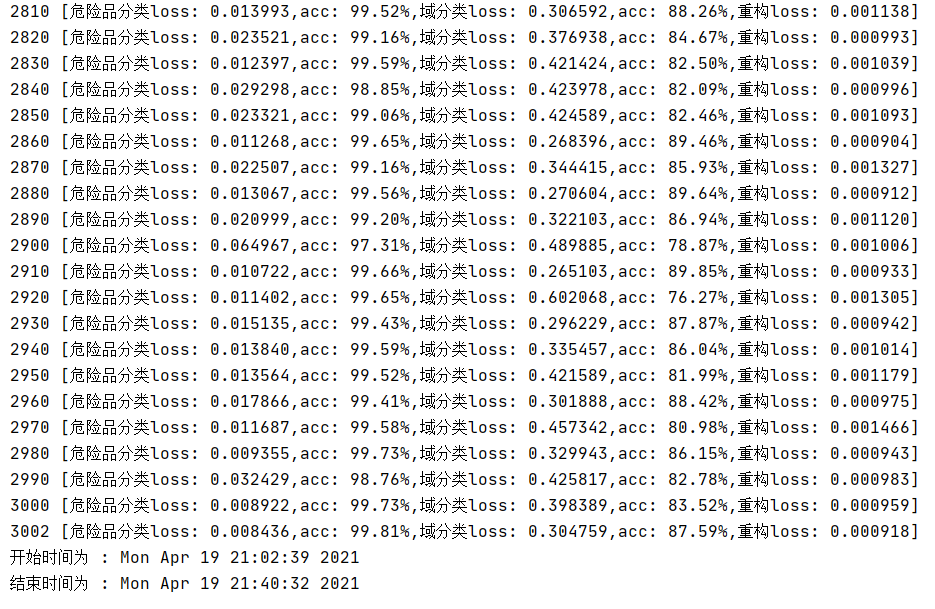 2810 [危险品分类loss: 0.013993,acc: 99.52%,域分类loss: 0.306592,acc: 88.26%,重构loss: 0.001138]
2820 [危险品分类loss: 0.023521,acc: 99.16%,域分类loss: 0.376938,acc: 84.67%,重构loss: 0.000993]
2830 [危险品分类loss: 0.012397,acc: 99.59%,域分类loss: 0.421424,acc: 82.50%,重构loss: 0.001039]
2840 [危险品分类loss: 0.029298,acc: 98.85%,域分类loss: 0.423978,acc: 82.09%,重构loss: 0.000996]
2850 [危险品分类loss: 0.023321,acc: 99.06%,域分类loss: 0.424589,acc: 82.46%,重构loss: 0.001093]
2860 [危险品分类loss: 0.011268,acc: 99.65%,域分类loss: 0.268396,acc: 89.46%,重构loss: 0.000904]
2870 [危险品分类loss: 0.022507,acc: 99.16%,域分类loss: 0.344415,acc: 85.93%,重构loss: 0.001327]
2880 [危险品分类loss: 0.013067,acc: 99.56%,域分类loss: 0.270604,acc: 89.64%,重构loss: 0.000912]
2890 [危险品分类loss: 0.020999,acc: 99.20%,域分类loss: 0.322103,acc: 86.94%,重构loss: 0.001120]
2900 [危险品分类loss: 0.064967,acc: 97.31%,域分类loss: 0.489885,acc: 78.87%,重构loss: 0.001006]
2910 [危险品分类loss: 0.010722,acc: 99.66%,域分类loss: 0.265103,acc: 89.85%,重构loss: 0.000933]
2920 [危险品分类loss: 0.011402,acc: 99.65%,域分类loss: 0.602068,acc: 76.27%,重构loss: 0.001305]
2930 [危险品分类loss: 0.015135,acc: 99.43%,域分类loss: 0.296229,acc: 87.87%,重构loss: 0.000942]
2940 [危险品分类loss: 0.013840,acc: 99.59%,域分类loss: 0.335457,acc: 86.04%,重构loss: 0.001014]
2950 [危险品分类loss: 0.013564,acc: 99.52%,域分类loss: 0.421589,acc: 81.99%,重构loss: 0.001179]
2960 [危险品分类loss: 0.017866,acc: 99.41%,域分类loss: 0.301888,acc: 88.42%,重构loss: 0.000975]
2970 [危险品分类loss: 0.011687,acc: 99.58%,域分类loss: 0.457342,acc: 80.98%,重构loss: 0.001466]
2980 [危险品分类loss: 0.009355,acc: 99.73%,域分类loss: 0.329943,acc: 86.15%,重构loss: 0.000943]
2990 [危险品分类loss: 0.032429,acc: 98.76%,域分类loss: 0.425817,acc: 82.78%,重构loss: 0.000983]
3000 [危险品分类loss: 0.008922,acc: 99.73%,域分类loss: 0.398389,acc: 83.52%,重构loss: 0.000959]
3002 [危险品分类loss: 0.008436,acc: 99.81%,域分类loss: 0.304759,acc: 87.59%,重构loss: 0.000918]
开始时间为 : Mon Apr 19 21:02:39 2021
结束时间为 : Mon Apr 19 21:40:32 2021